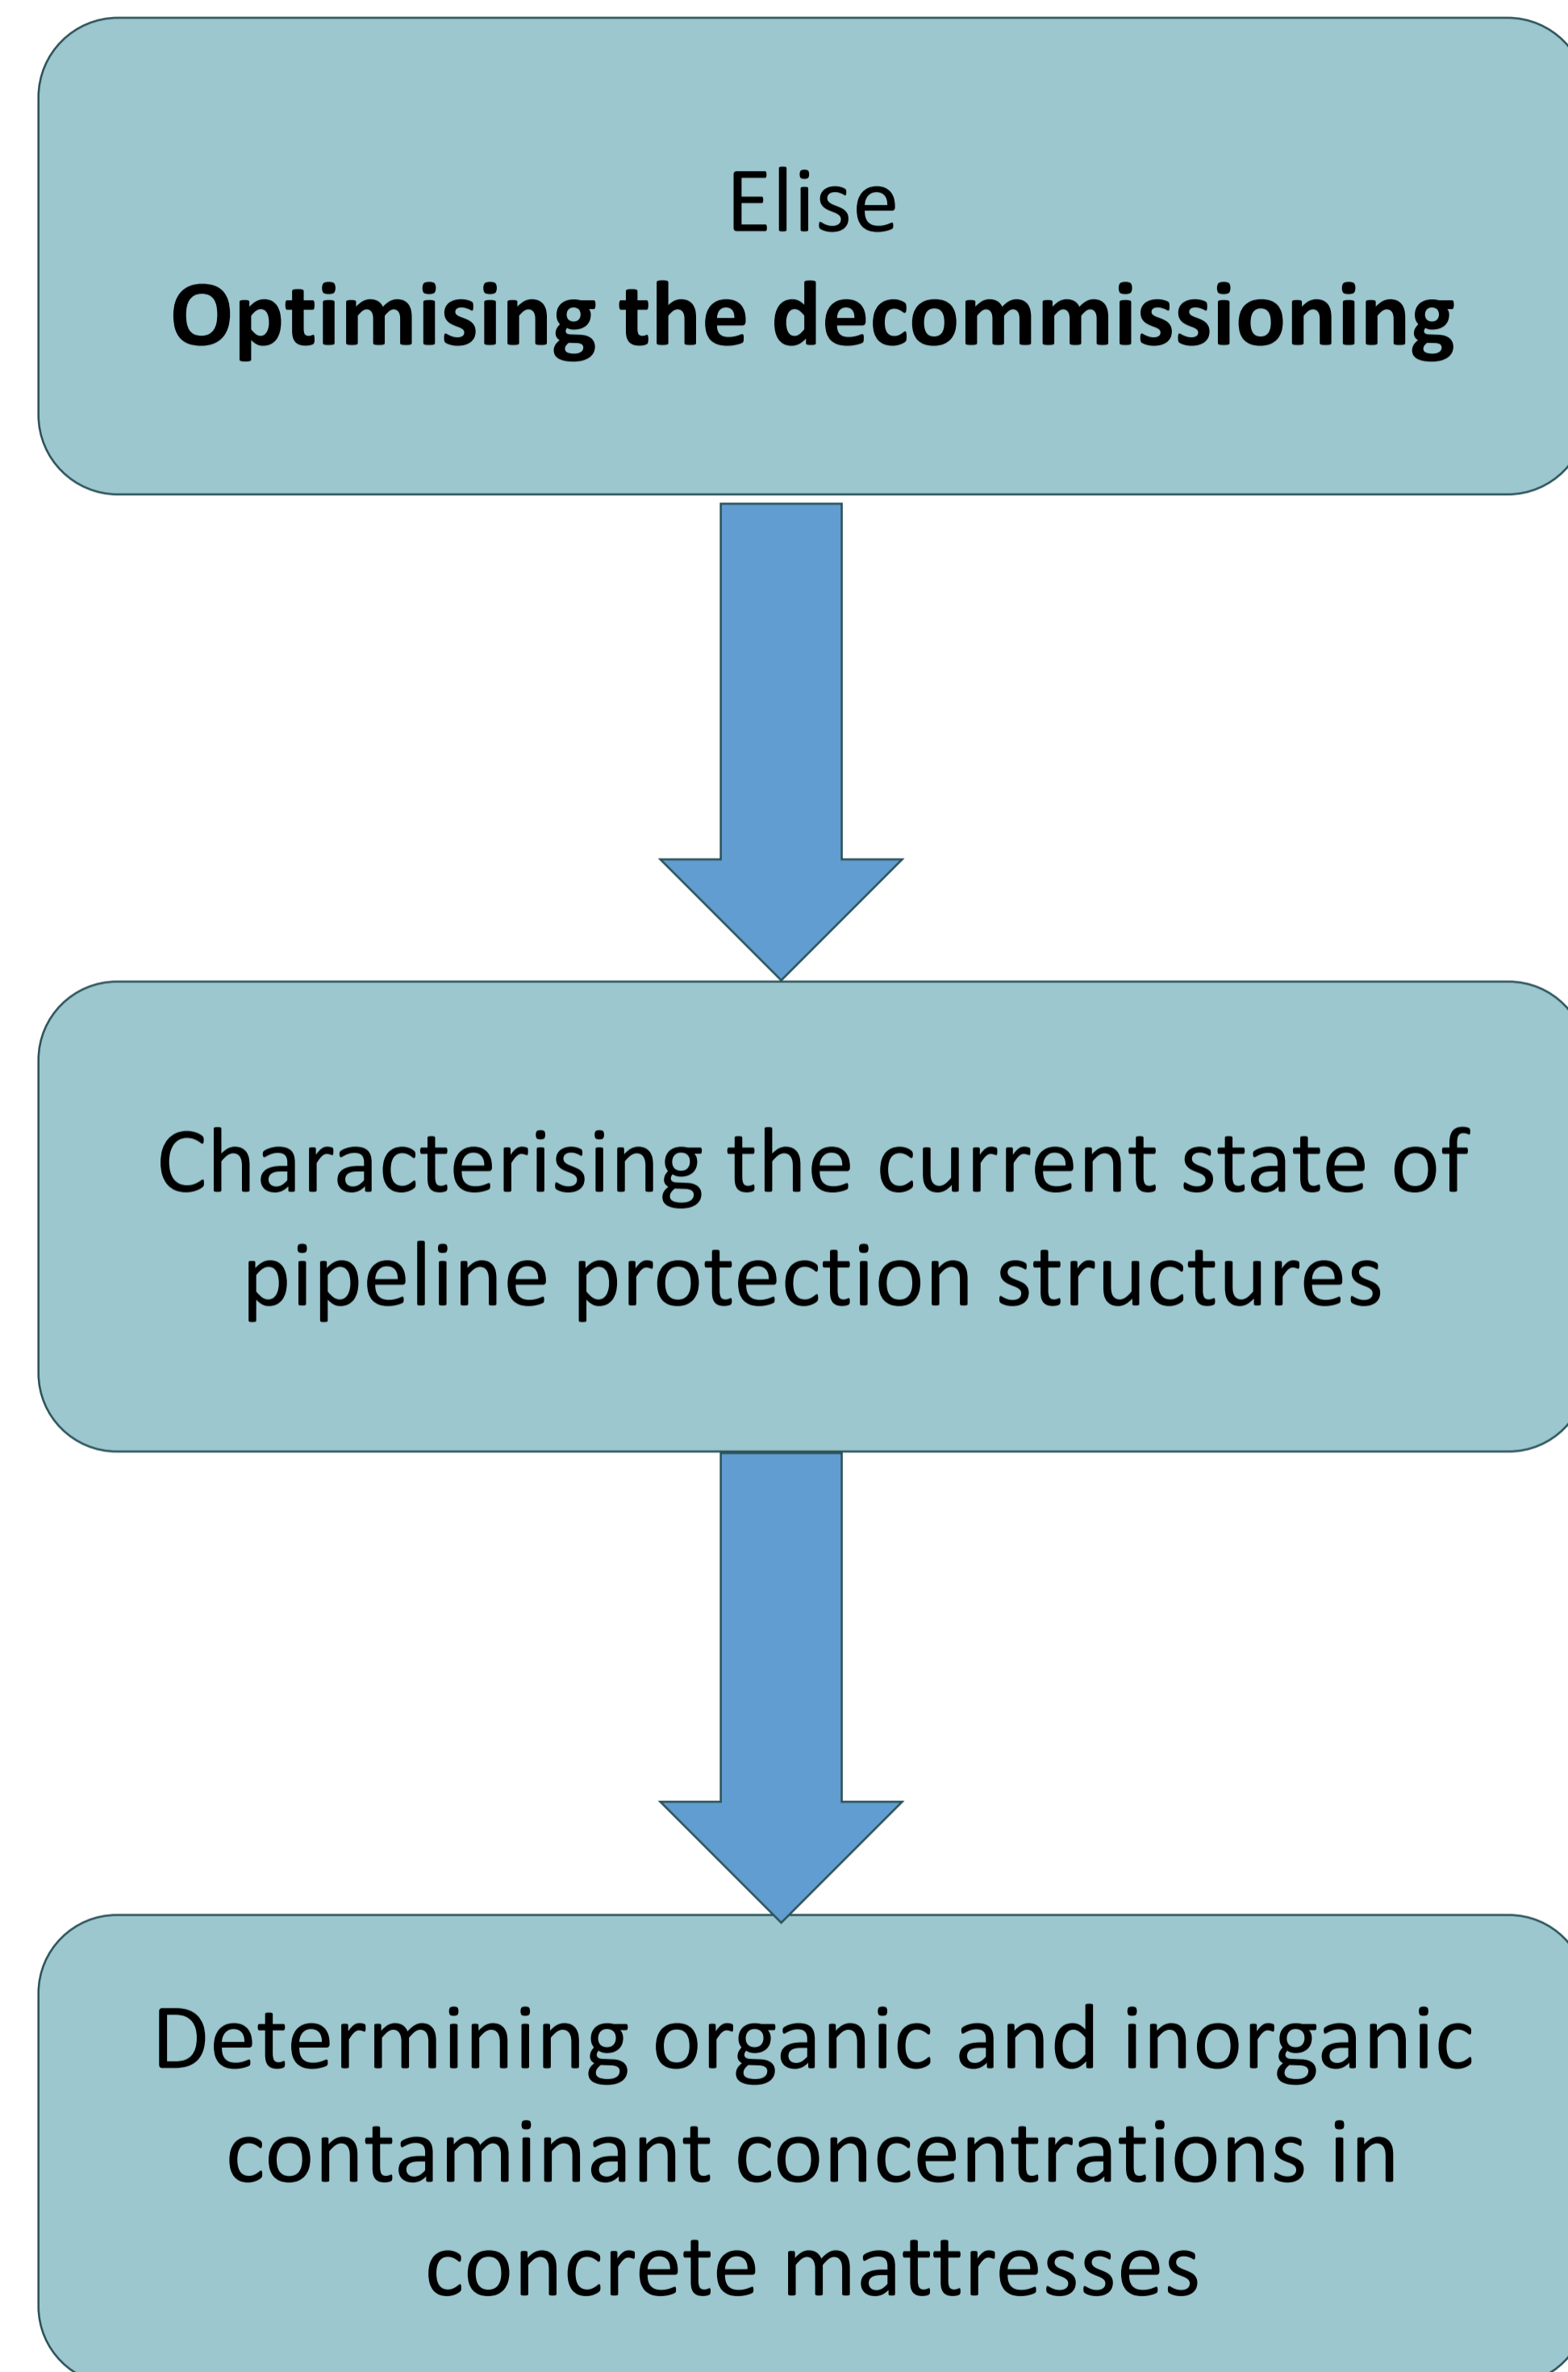 Elise
Optimising the decommissioning
Characterising the current state of
pipeline protection structures
Determining organic and inorganic
contaminant concentrations in
concrete mattresses